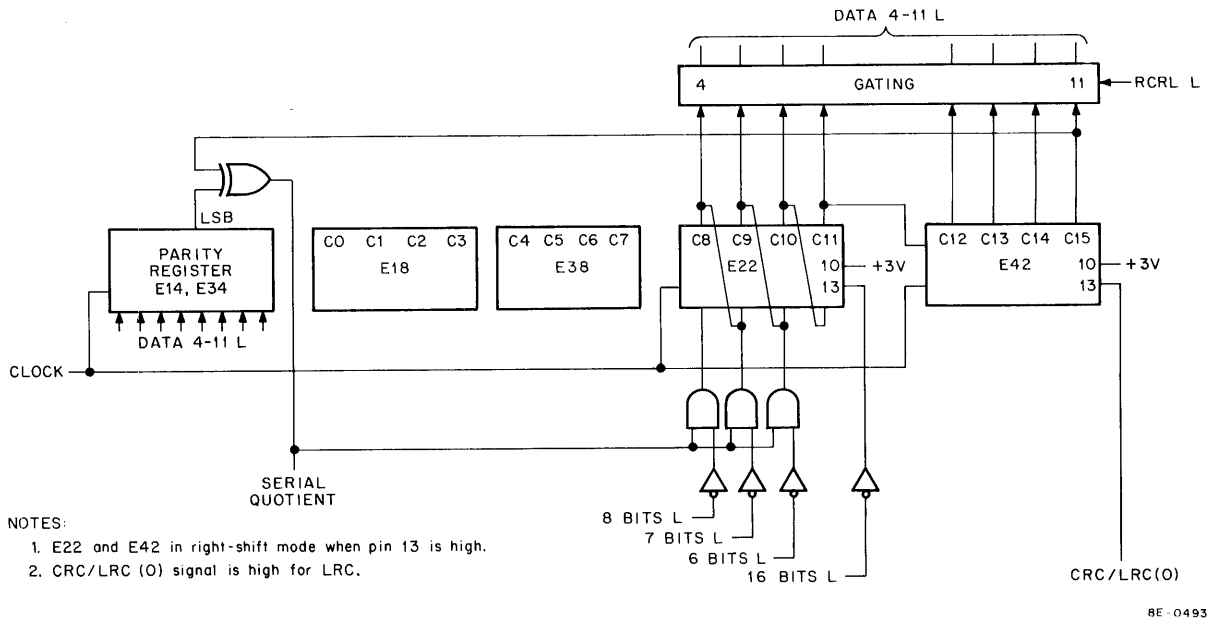 DATA 4-11 L
4 GATING 11
RCRL L
LSB
PARITY
REGISTER
E14, E34
DATA 4-11 L
C0 C1 C2 C3
E18
C4 C5 C6 C7
E38
C8 C9 C10 C11
E22
10
13
+3V
C12 C13 C14 C15
E42
10
13
+3V
CLOCK
SERIAL
QUOTIENT
8 BITS L
7 BITS L
6 BITS L
16 BITS L
CRC/LRC(0)
NOTES:
1. E22 and E42 in right-shift mode when pin 13 is high.
2. CRC/LRC (0) signal is high for LRC.
8E-0493